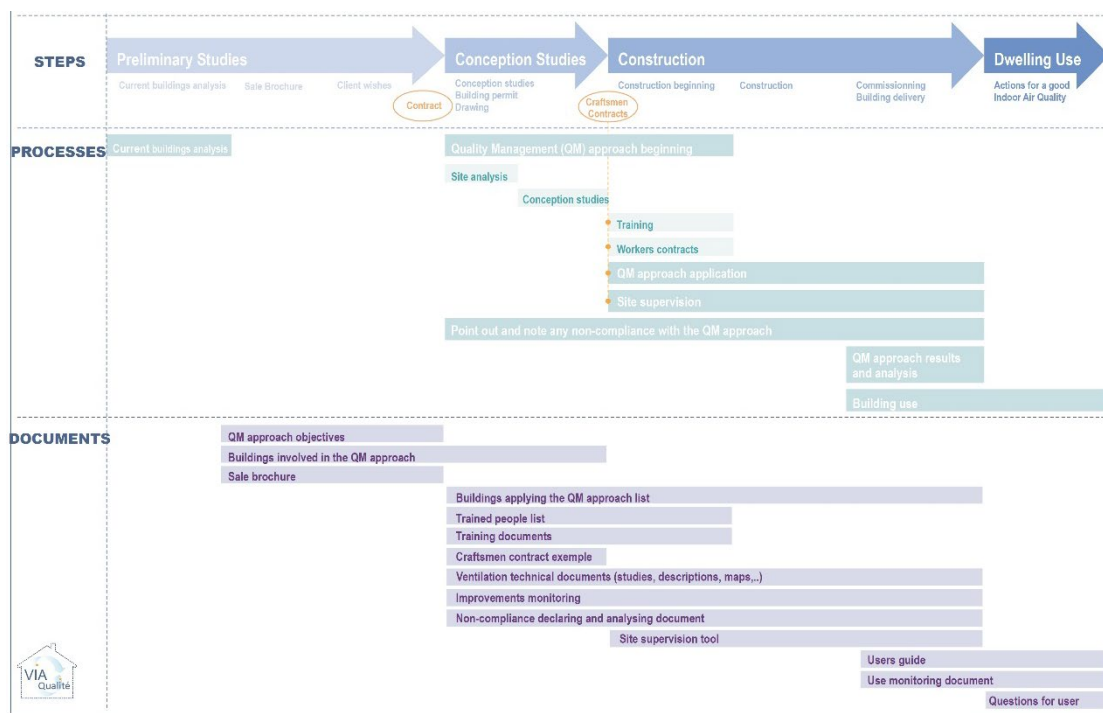 STEPS
Preliminary Studies
Conception Studies
Construction
Dwelling Use
Current buildings analysis
Sale Brochure
Client wishes
Contract
Conception studies
Building permit
Drawing
Craftsmen
Contracts
Construction beginning
Construction
Commissionning
Building delivery
Actions for a good
Indoor Air Quality
PROCESSES
Current buildings analysis
Quality Management (QM) approach beginning
Site analysis
Conception studies
Training
Workers contracts
QM approach application
Site supervision
Point out and note any non-compliance with the QM approach
QM approach results
and analysis
Building use
DOCUMENTS
QM approach objectives
Buildings involved in the QM approach
Sale brochure
Buildings applying the QM approach list
Trained people list
Training documents
Craftsmen contract exemple
Ventilation technical documents (studies, descriptions, maps,..)
Improvements monitoring
Non-compliance declaring and analysing document
Site supervision tool
Users guide
Use monitoring document
Questions for user
VIA
Qualité